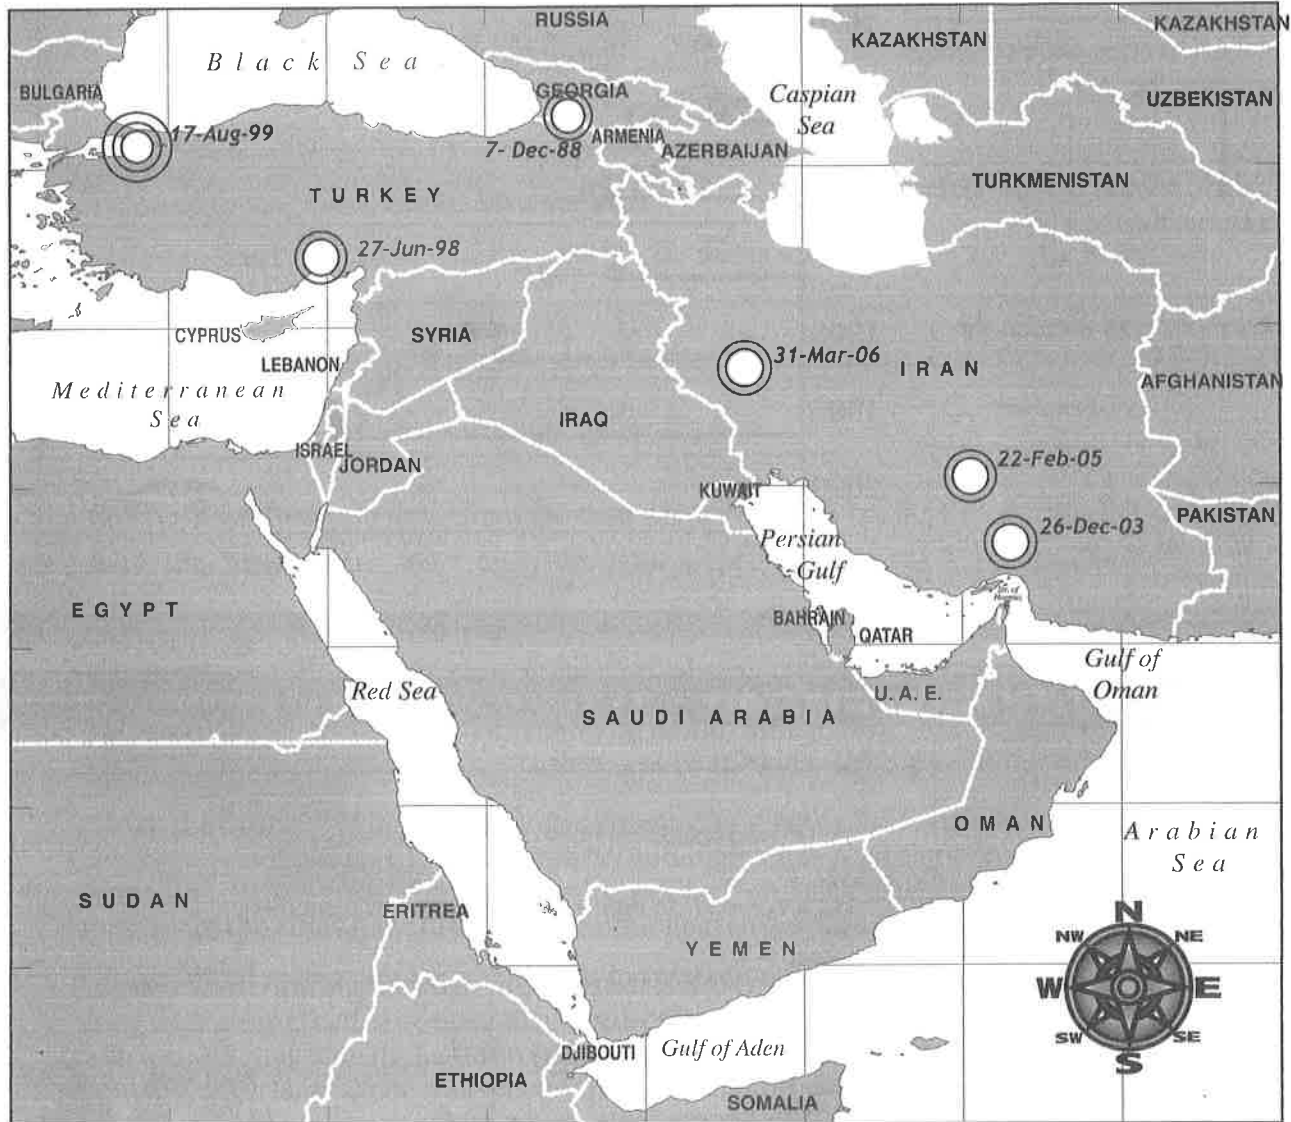 RUSSIA
KAZAKHSTAN
KAZAKHSTAN
Black Sea
BULGARIA
GEORGIA
Caspian
Sea
UZBEKISTAN
17-Aug-99
7- Dec-88
ARMENIA
AZERBAIJAN
TURKEY
TURKMENISTAN
27-Jun-98
CYPRUS
SYRIA
LEBANON
31-Mar-06
IRAN
AFGHANISTAN
Mediterranean
Sea
IRAQ
ISRAEL
JORDAN
22-Feb-05
KUWAIT
PAKISTAN
26-Dec-03
Persian
Gulf
EGYPT
St. of
Hormuz
BAHRAIN
QATAR
Gulf of
Oman
Red Sea
U. A. E.
SAUDI ARABIA
OMAN
Arabian
Sea
SUDAN
ERITREA
YEMEN
N
NW
NE
W
E
SW
SE
S
DJIBOUTI
Gulf of Aden
ETHIOPIA
SOMALIA